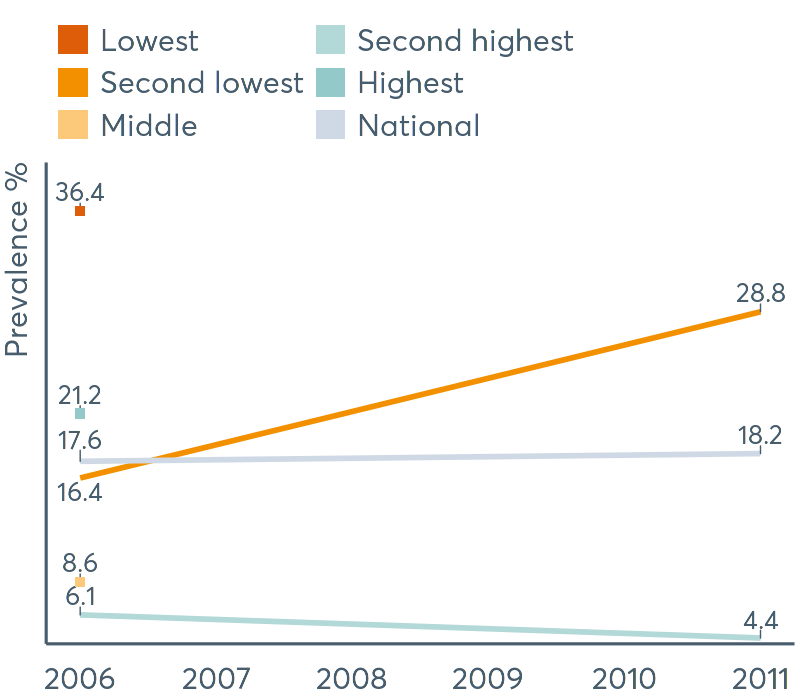 Lowest
Second lowest
Middle
Second highest
Highest
National
Prevalence %
36.4
28.8
21.2
17.6
18.2
16.4
8.6
6.1
4.4
2006 2007 2008 2009 2010 2011